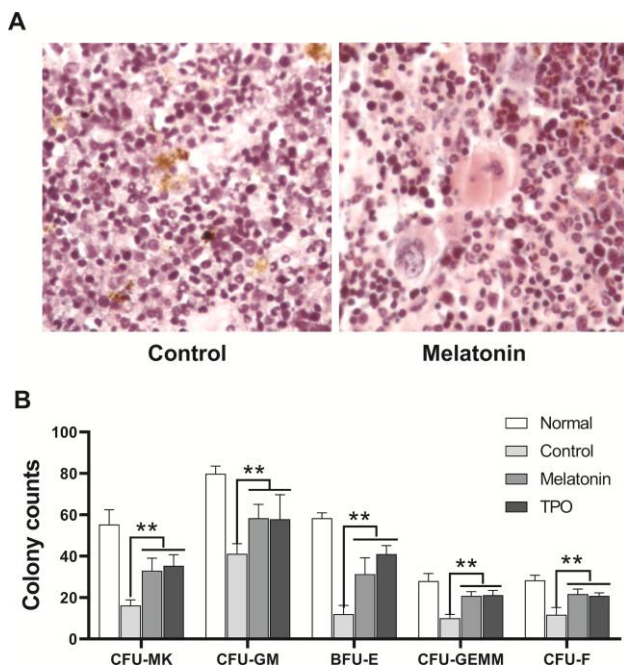 A
Control
Melatonin
B
Normal
Control
Melatonin
TPO
Colony counts
100
80
60
40
20
0
**
**
**
**
**
CFU-MK
CFU-GM
BFU-E
CFU-GEMM
CFU-F